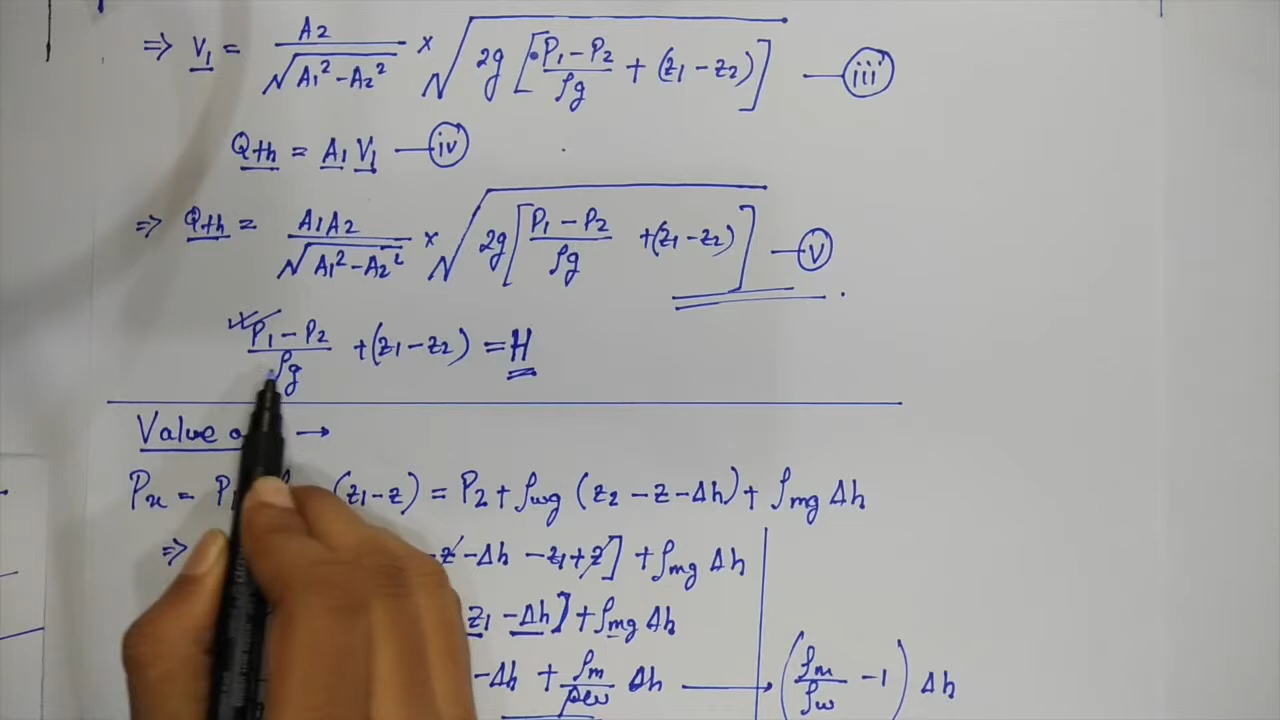 ⇒ V₁ = A₂/√(A₁² - A₂²) × √(2g[(P₁ - P₂)/ρg + (z₁ - z₂)]) — (iii)
Qth = A₁ V₁ — (iv)
⇒ Qth = A₁A₂/√(A₁² - A₂²) × √(2g[(P₁ - P₂)/ρg + (z₁ - z₂)]) — (v)
(P₁ - P₂)/ρg + (z₁ - z₂) = H
Value →
Px = P₁ (z₁ - z) = P₂ + ρwg (z₂ - z - Δh) + ρmg Δh
⇒ - z - Δh - z₁ + z] + ρmg Δh
z₁ - Δh] + ρmg Δh
- Δh + ρm/ρw Δh → (ρm/ρw - 1) Δh